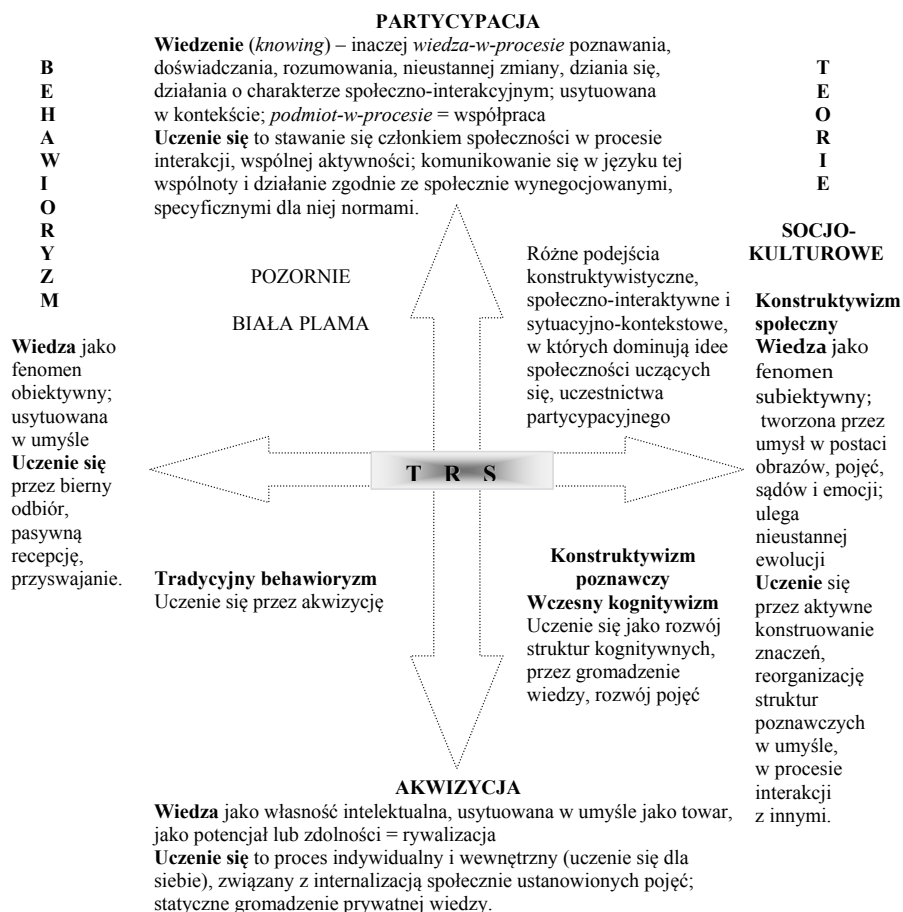 PARTYCYPACJA
Wiedzenie (knowing) – inaczej wiedza-w-procesie poznawania,
doświadczania, rozumowania, nieustannej zmiany, dziania się,
działania o charakterze społeczno-interakcyjnym; usytuowana
w kontekście; podmiot-w-procesie = współpraca
Uczenie się to stawanie się członkiem społeczności w procesie
interakcji, wspólnej aktywności; komunikowanie się w języku tej
wspólnoty i działanie zgodnie ze społecznie wynegocjowanymi,
specyficznymi dla niej normami.
B
E
H
A
W
I
O
R
Y
Z
M
Wiedza jako
fenomen
obiektywny;
usytuowana
w umyśle
Uczenie się
przez bierny
odbiór,
pasywną
recepcję,
przyswajanie.
POZORNIE
BIAŁA PLAMA
Różne podejścia
konstruktywistyczne,
społeczno-interaktywne i
sytuacyjno-kontekstowe,
w których dominują idee
społeczności uczących
się, uczestnictwa
partycypacyjnego
T
E
O
R
I
E
SOCJO-
KULTUROWE
Konstruktywizm
społeczny
Wiedza jako
fenomen
subiektywny;
tworzona przez
umysł w postaci
obrazów, pojęć,
sądów i emocji;
ulega
nieustannej
ewolucji
Uczenie się
przez aktywne
konstruowanie
znaczeń,
reorganizację
struktur
poznawczych
w umyśle,
w procesie
interakcji
z innymi.
T R S
Tradycyjny behawioryzm
Uczenie się przez akwizycję
Konstruktywizm
poznawczy
Wczesny kognitywizm
Uczenie się jako rozwój
struktur kognitywnych,
przez gromadzenie
wiedzy, rozwój pojęć
AKWIZYCJA
Wiedza jako własność intelektualna, usytuowana w umyśle jako towar,
jako potencjał lub zdolności = rywalizacja
Uczenie się to proces indywidualny i wewnętrzny (uczenie się dla
siebie), związany z internalizacją społecznie ustanowionych pojęć;
statyczne gromadzenie prywatnej wiedzy.